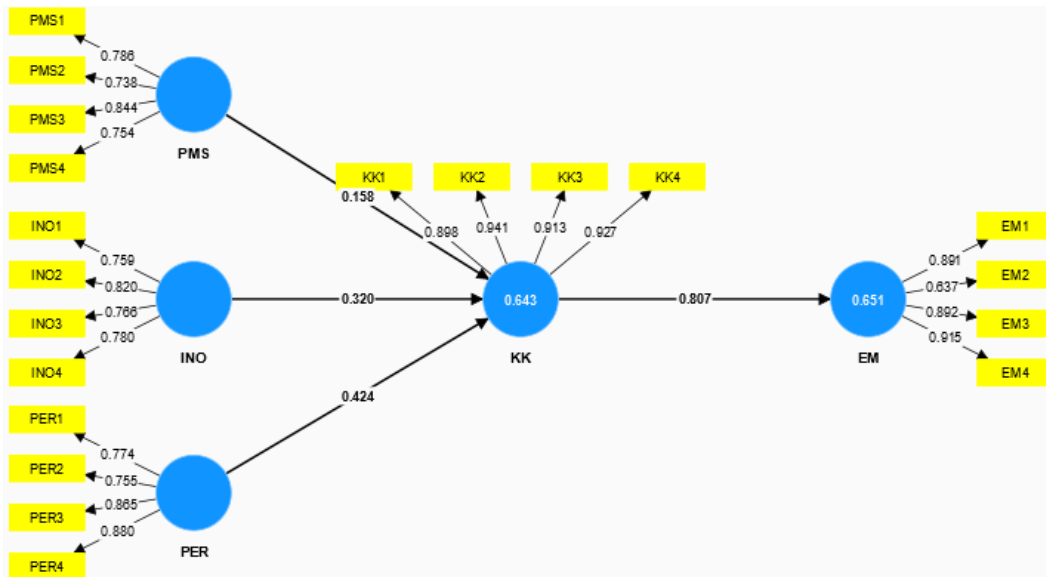 PMS1
0.786
PMS2
0.738
PMS3
0.844
PMS4
0.754
PMS
0.158
KK1
KK2
KK3
KK4
0.898
0.941
0.913
0.927
INO1
0.759
INO2
0.820
INO3
0.766
INO4
0.780
INO
0.320
0.643
KK
0.807
0.651
EM
EM1
0.891
EM2
0.837
EM3
0.892
EM4
0.915
PER1
0.774
PER2
0.755
PER3
0.865
PER4
0.880
PER
0.424